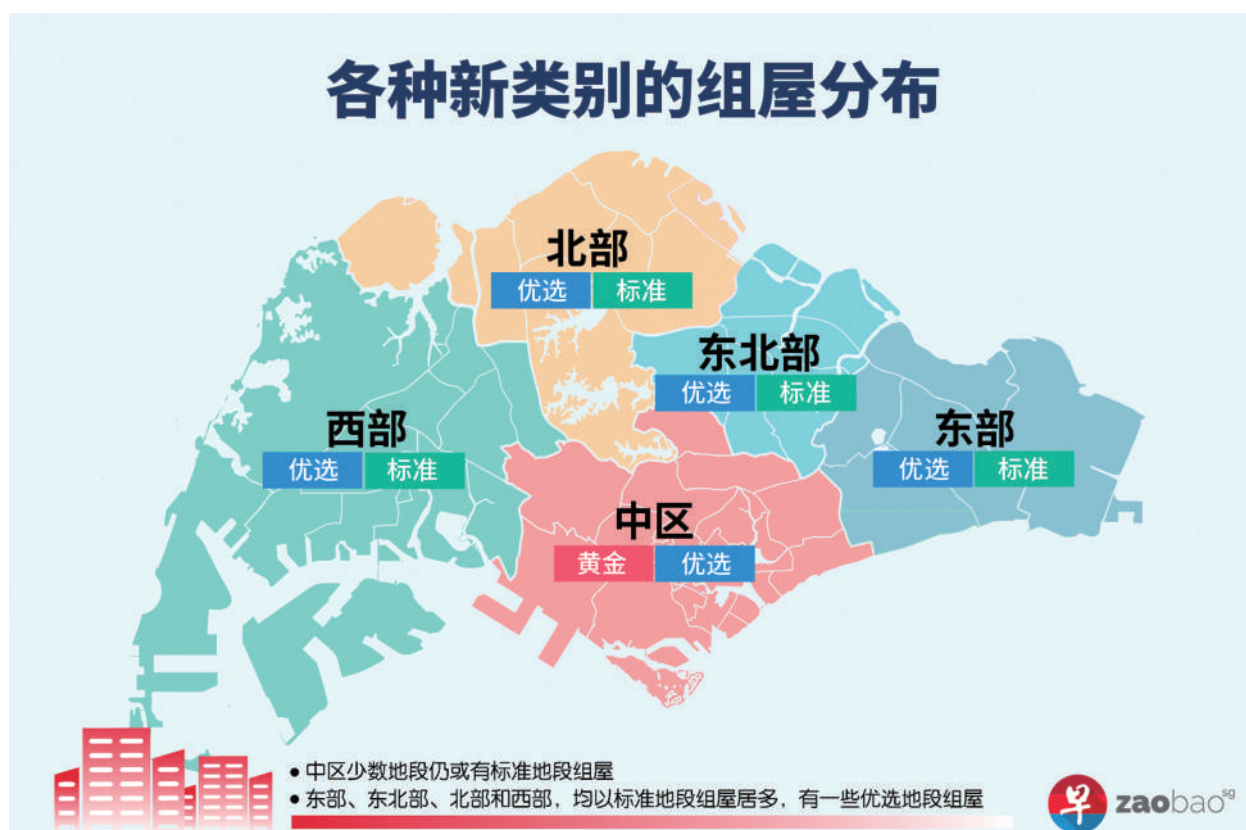 各种新类别的组屋分布
北部
优选 标准
东北部
优选 标准
西部
优选 标准
东部
优选 标准
中区
黄金 优选
• 中区少数地段仍或有标准地段组屋
• 东部、东北部、北部和西部，均以标准地段组屋居多，有一些优选地段组屋
早 zaobao sg